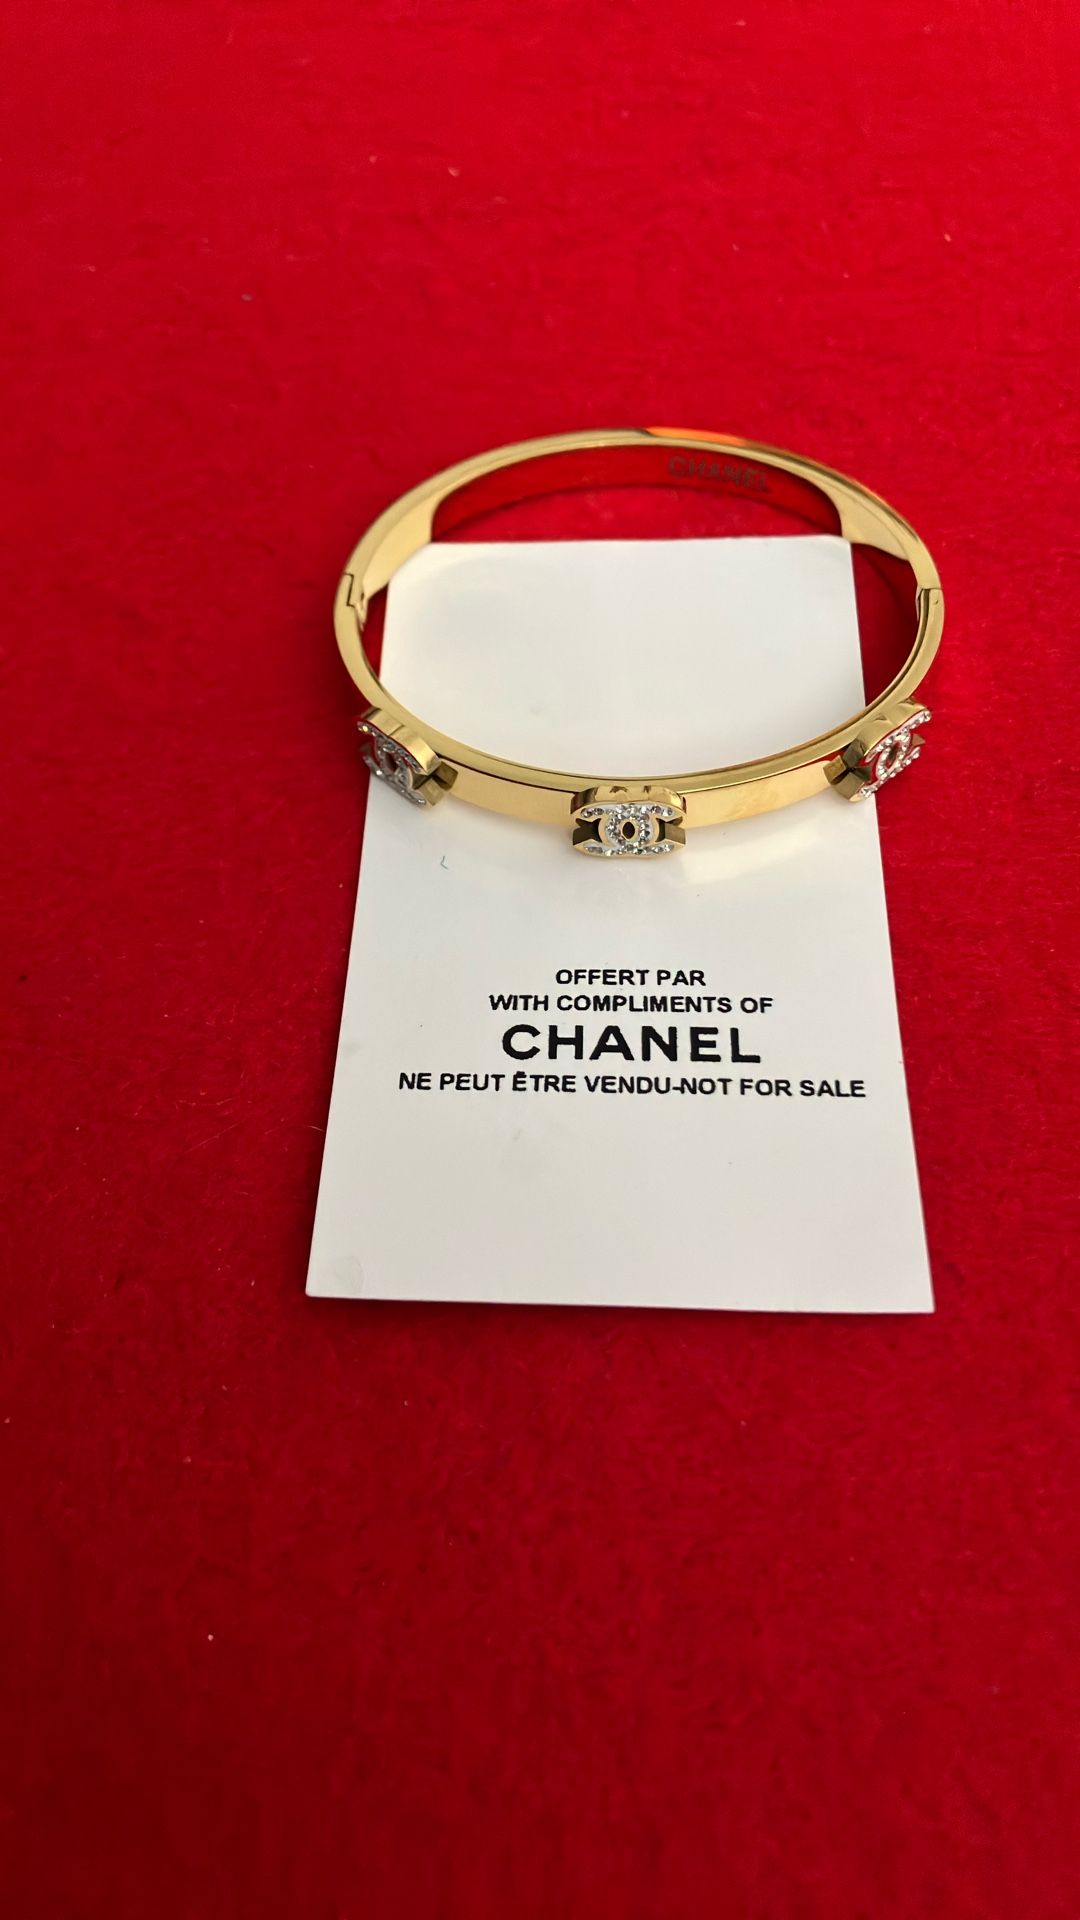 CHANEL
OFFERT PAR
WITH COMPLIMENTS OF
CHANEL
NE PEUT ÊTRE VENDU-NOT FOR SALE